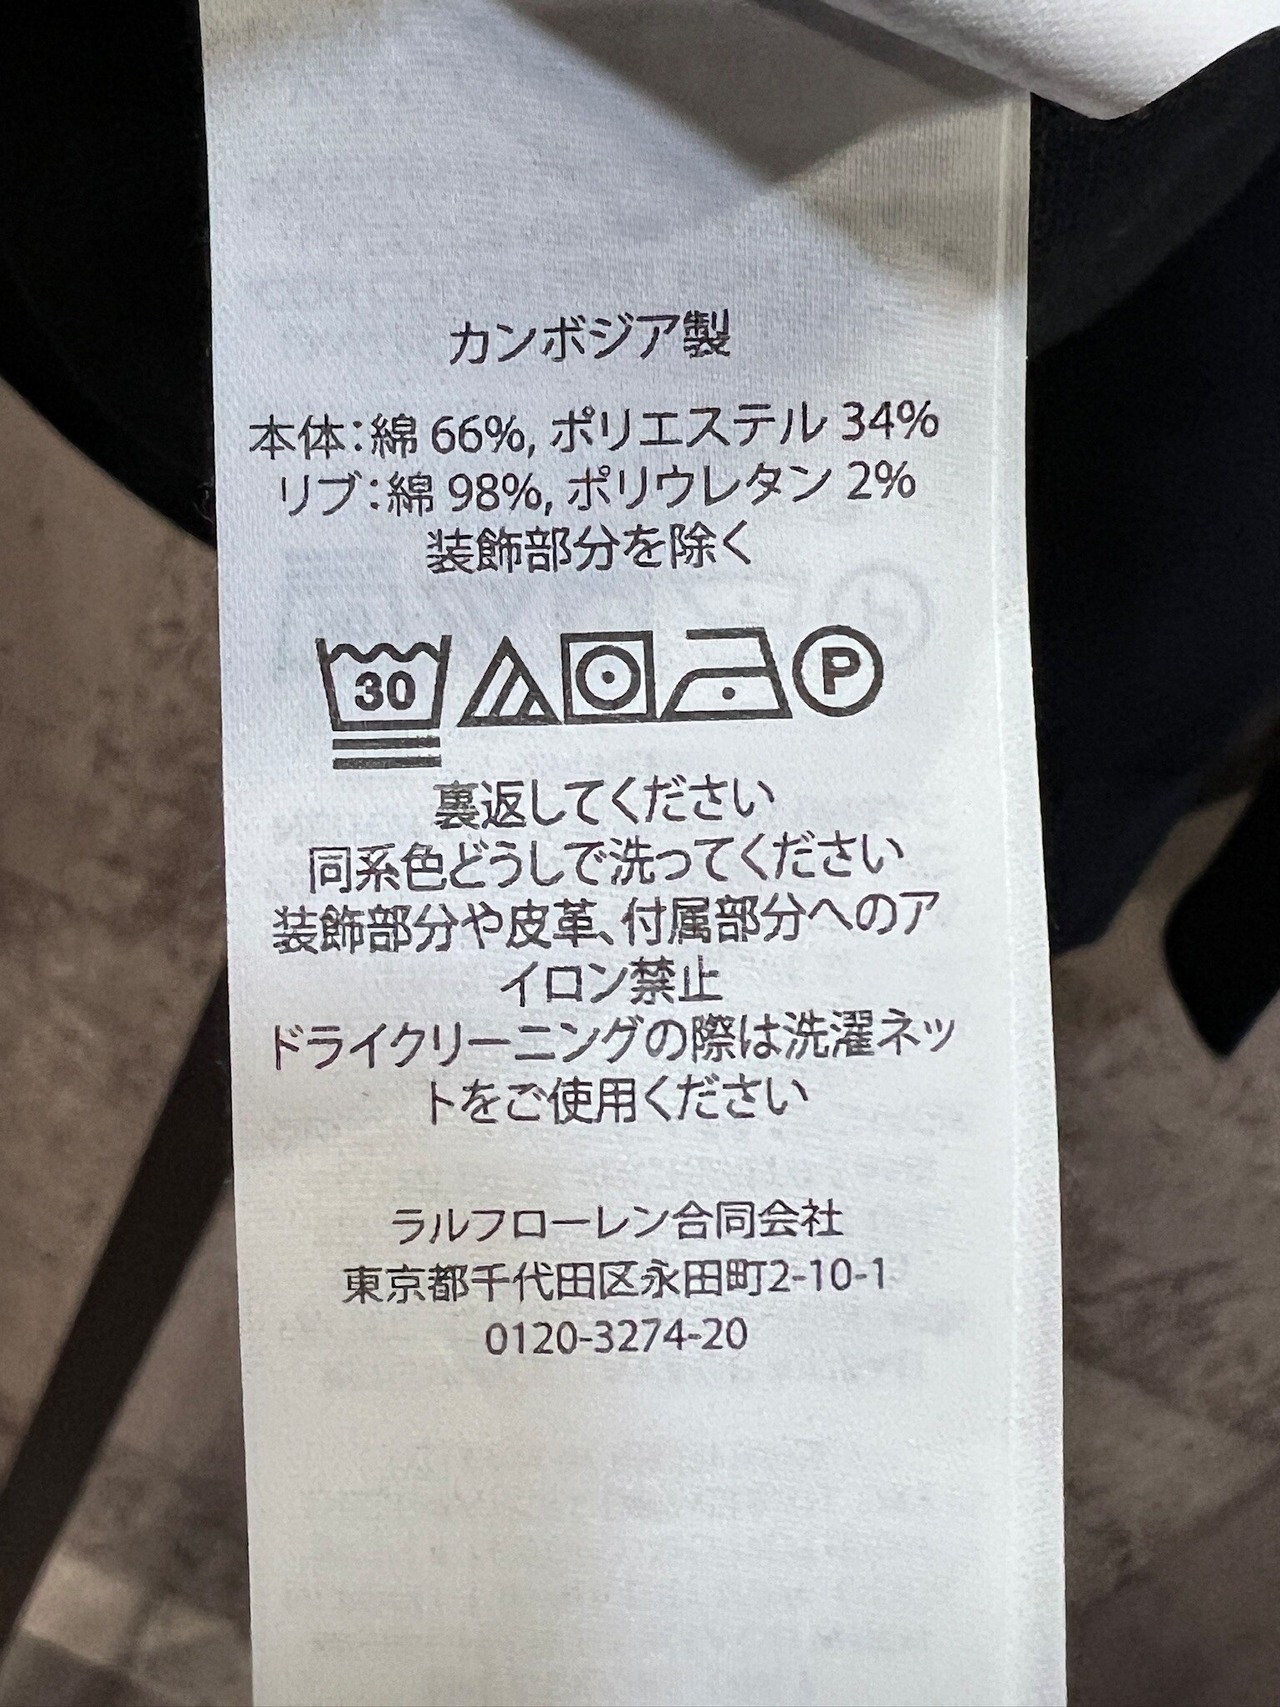 カンボジア製
本体：綿 66%, ポリエステル 34%
リブ：綿 98%, ポリウレタン 2%
装飾部分を除く
30 P
裏返してください
同系色どうしで洗ってください
装飾部分や皮革、付属部分へのア
イロン禁止
ドライクリーニングの際は洗濯ネッ
トをご使用ください
ラルフローレン合同会社
東京都千代田区永田町2-10-1
0120-3274-20